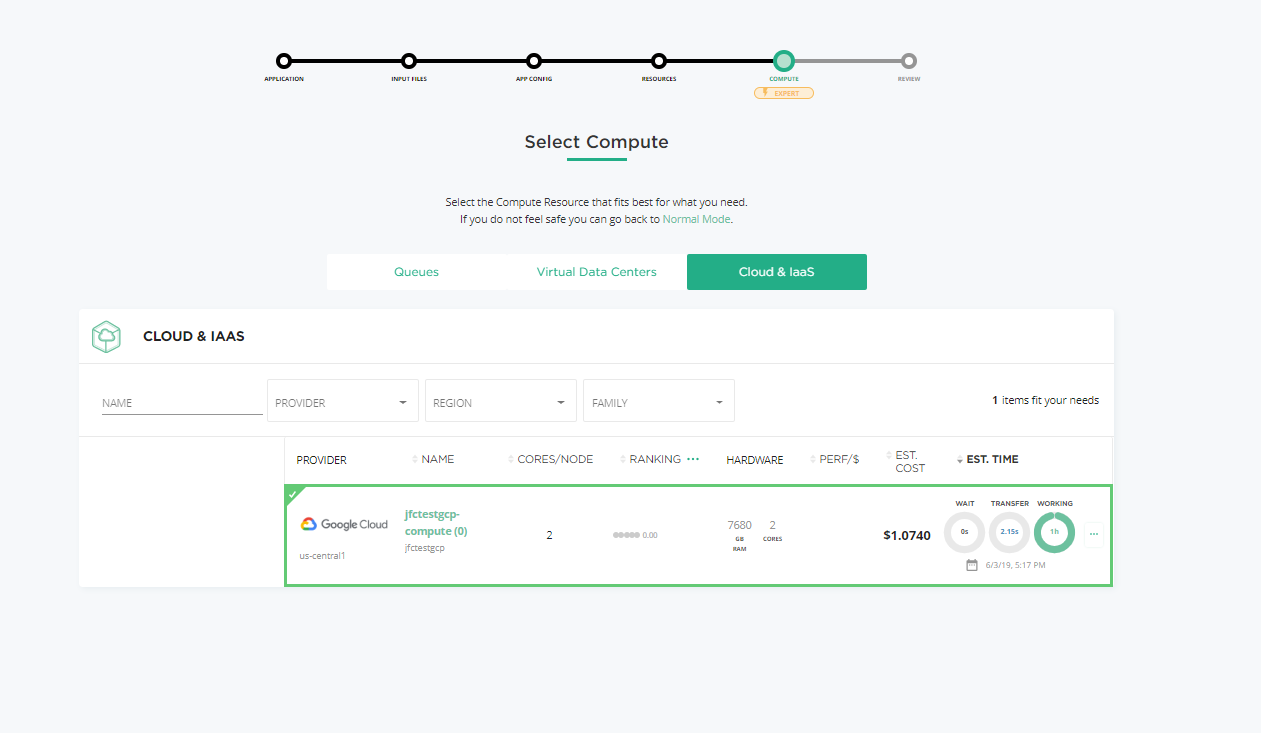 APPLICATION
INPUT FILES
APP CONFIG
RESOURCES
COMPUTE
REVIEW
EXPERT
Select Compute
Select the Compute Resource that fits best for what you need.
If you do not feel safe you can go back to Normal Mode.
Queues
Virtual Data Centers
Cloud & IaaS
CLOUD & IAAS
NAME
PROVIDER
REGION
FAMILY
1 items fit your needs
PROVIDER
NAME
CORES/NODE
RANKING •••
HARDWARE
PERF/$
EST.
COST
EST. TIME
Google Cloud
us-central1
jfctestgcp-
compute (0)
jfctestgcp
2
0.00
7680
GB
RAM
2
CORES
$1.0740
WAIT
TRANSFER
WORKING
0s
2.15s
1h
...
6/3/19, 5:17 PM